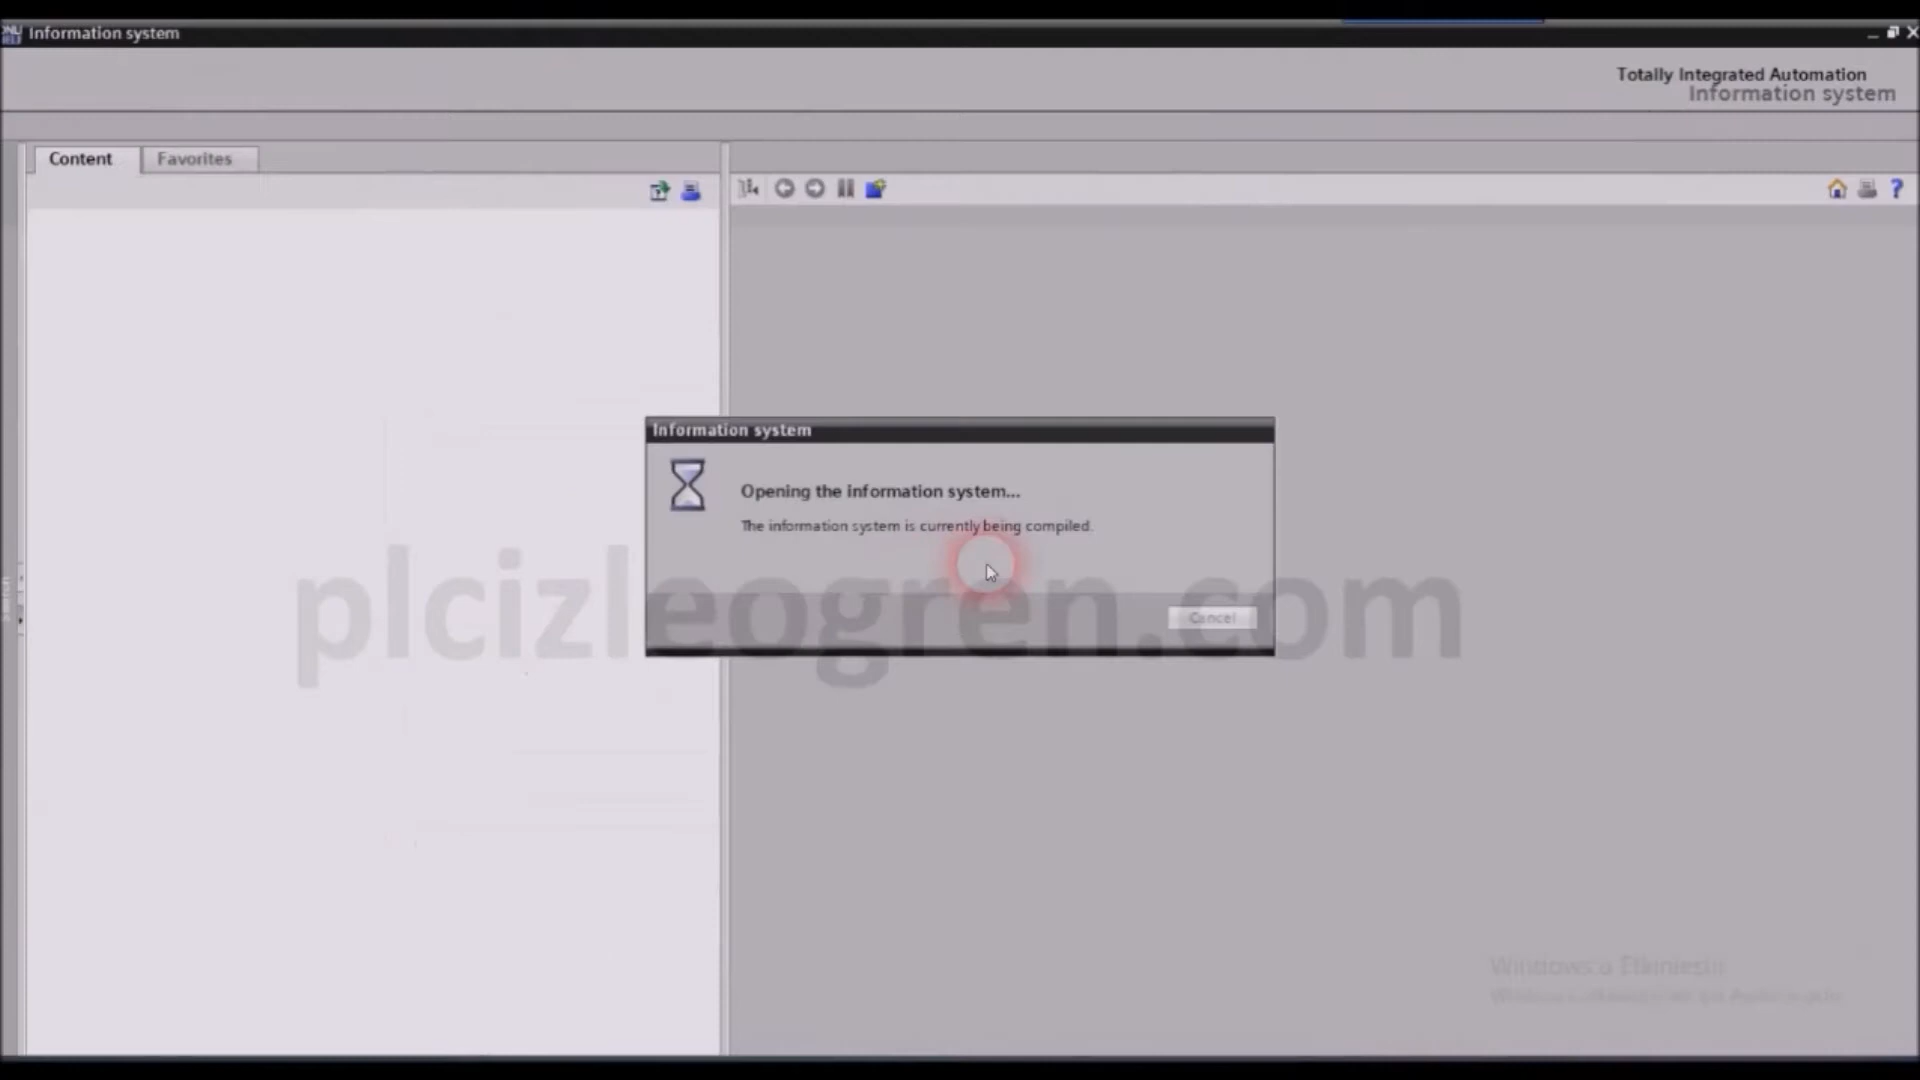 Information system
Totally Integrated Automation
Information system
Content
Favorites
Information system
Opening the information system...
The information system is currently being compiled.
plcizleogren.com
Cancel